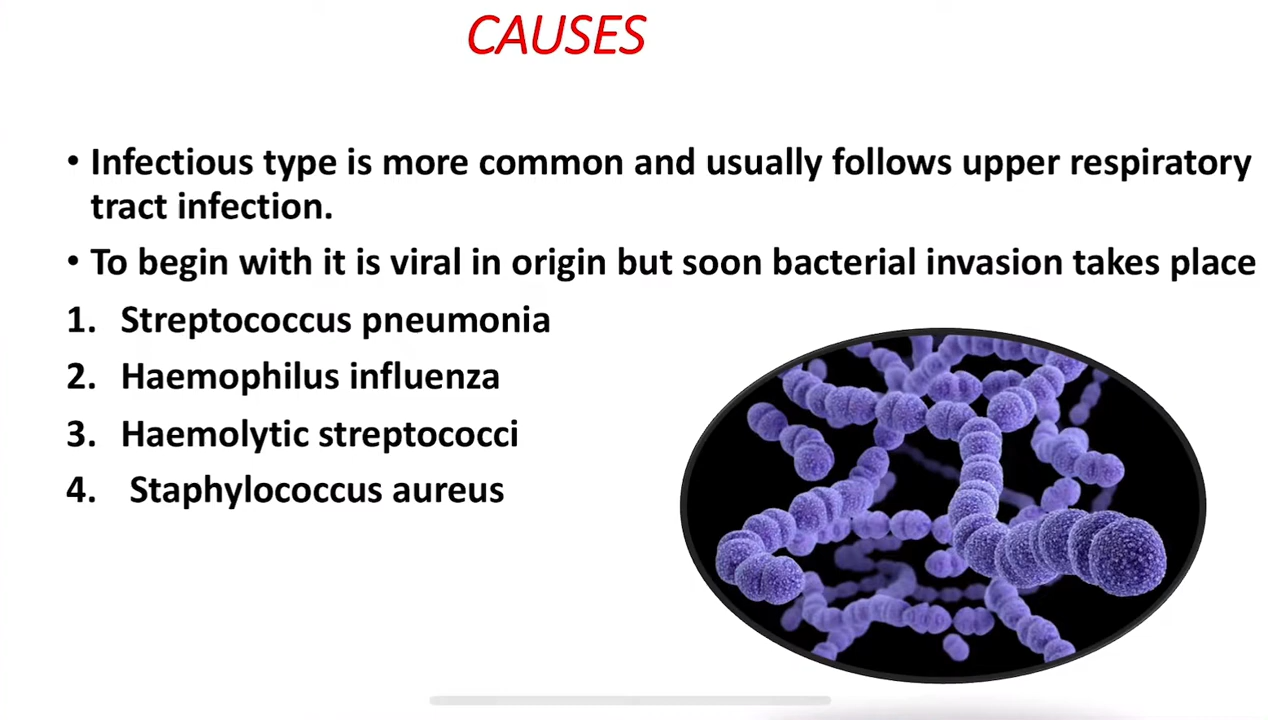 CAUSES
• Infectious type is more common and usually follows upper respiratory
tract infection.
• To begin with it is viral in origin but soon bacterial invasion takes place
1. Streptococcus pneumonia
2. Haemophilus influenza
3. Haemolytic streptococci
4. Staphylococcus aureus